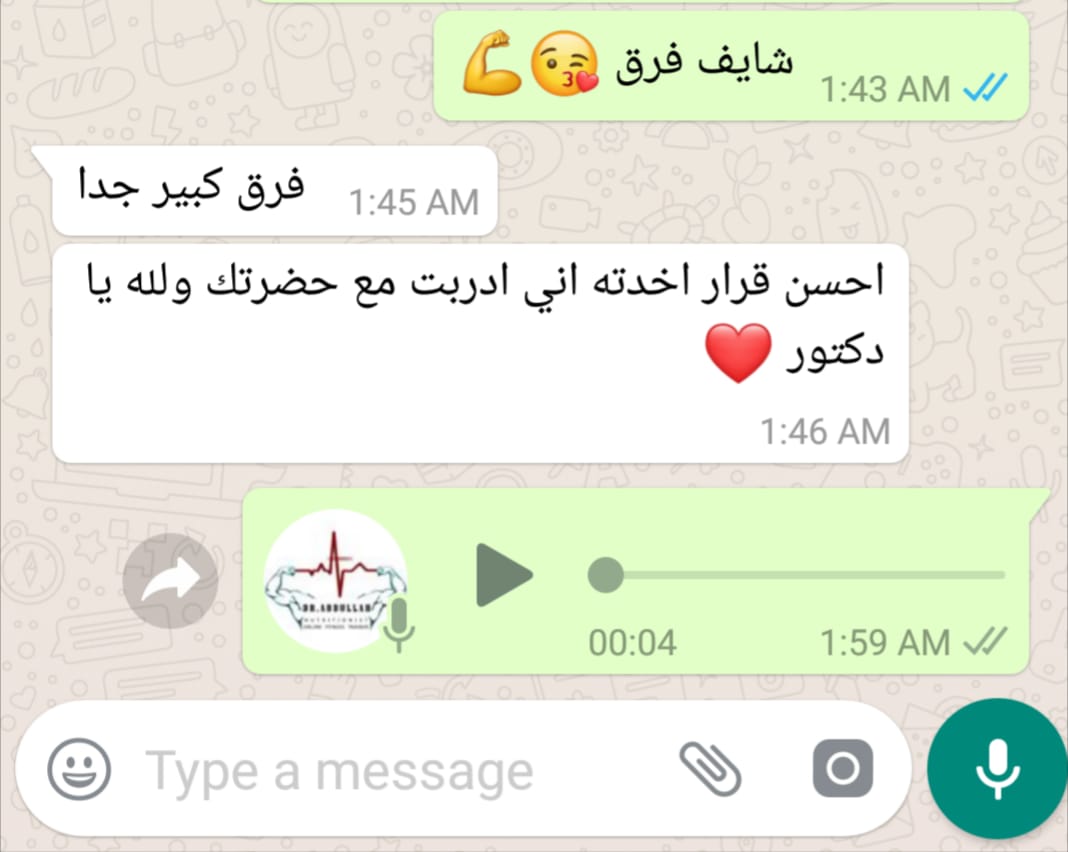 شايف فرق 😘💪
1:43 AM
فرق كبير جدا
1:45 AM
احسن قرار اخدته اني ادربت مع حضرتك ولله يا
دكتور ❤️
1:46 AM
DR.ABDULLAH
NUTRITIONIST
ONLINE FITNESS TRAINER
00:04
1:59 AM
Type a message